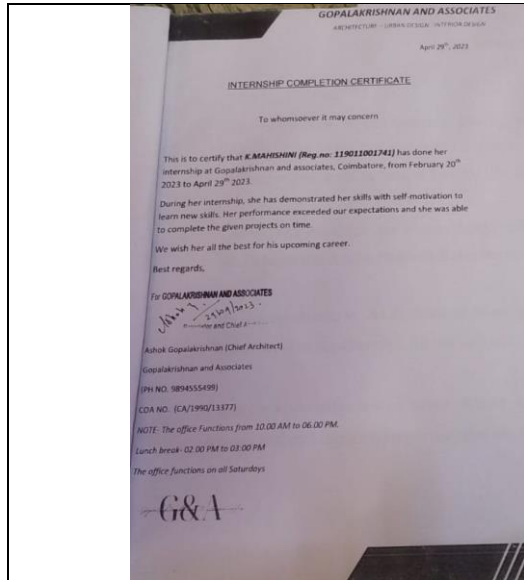 GOPALAKRISHNAN AND ASSOCIATES
ARCHITECTURE - URBAN DESIGN - INTERIOR DESIGN
April 29th, 2023
INTERNSHIP COMPLETION CERTIFICATE
To whomsoever it may concern
This is to certify that K.MAHISHINI (Reg.no: 119011001741) has done her
internship at Gopalakrishnan and associates, Coimbatore, from February 20th
2023 to April 29th 2023.
During her internship, she has demonstrated her skills with self-motivation to
learn new skills. Her performance exceeded our expectations and she was able
to complete the given projects on time.
We wish her all the best for his upcoming career.
Best regards,
For GOPALAKRISHNAN AND ASSOCIATES
and Chief
Ashok Gopalakrishnan (Chief Architect)
Gopalakrishnan and Associates
(PH NO. 9894555499)
COA NO. (CA/1990/13377)
NOTE- The office Functions from 10.00 AM to 06.00 PM.
Lunch break- 02.00 PM to 03:00 PM
The office functions on all Saturdays
G&A